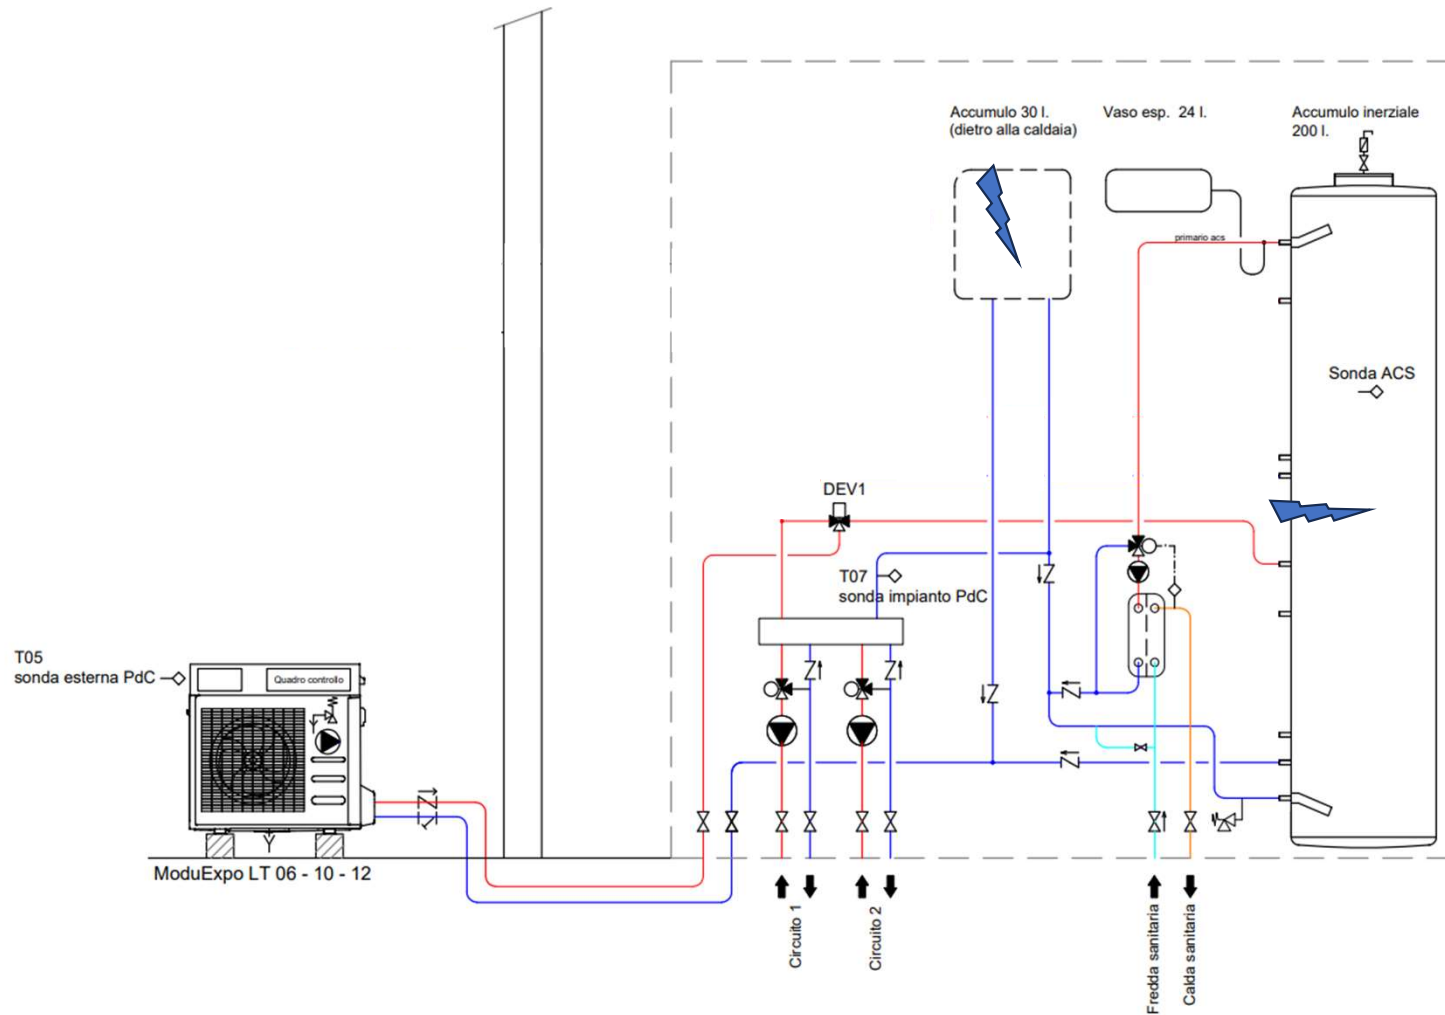 Accumulo 30 l.
(dietro alla caldaia)
Vaso esp. 24 l.
Accumulo inerziale
200 l.
primario acs
Sonda ACS
DEV1
T07
sonda impianto PdC
T05
sonda esterna PdC
Quadro controllo
ModuExpo LT 06 - 10 - 12
Circuito 1
Circuito 2
Fredda sanitaria
Calda sanitaria